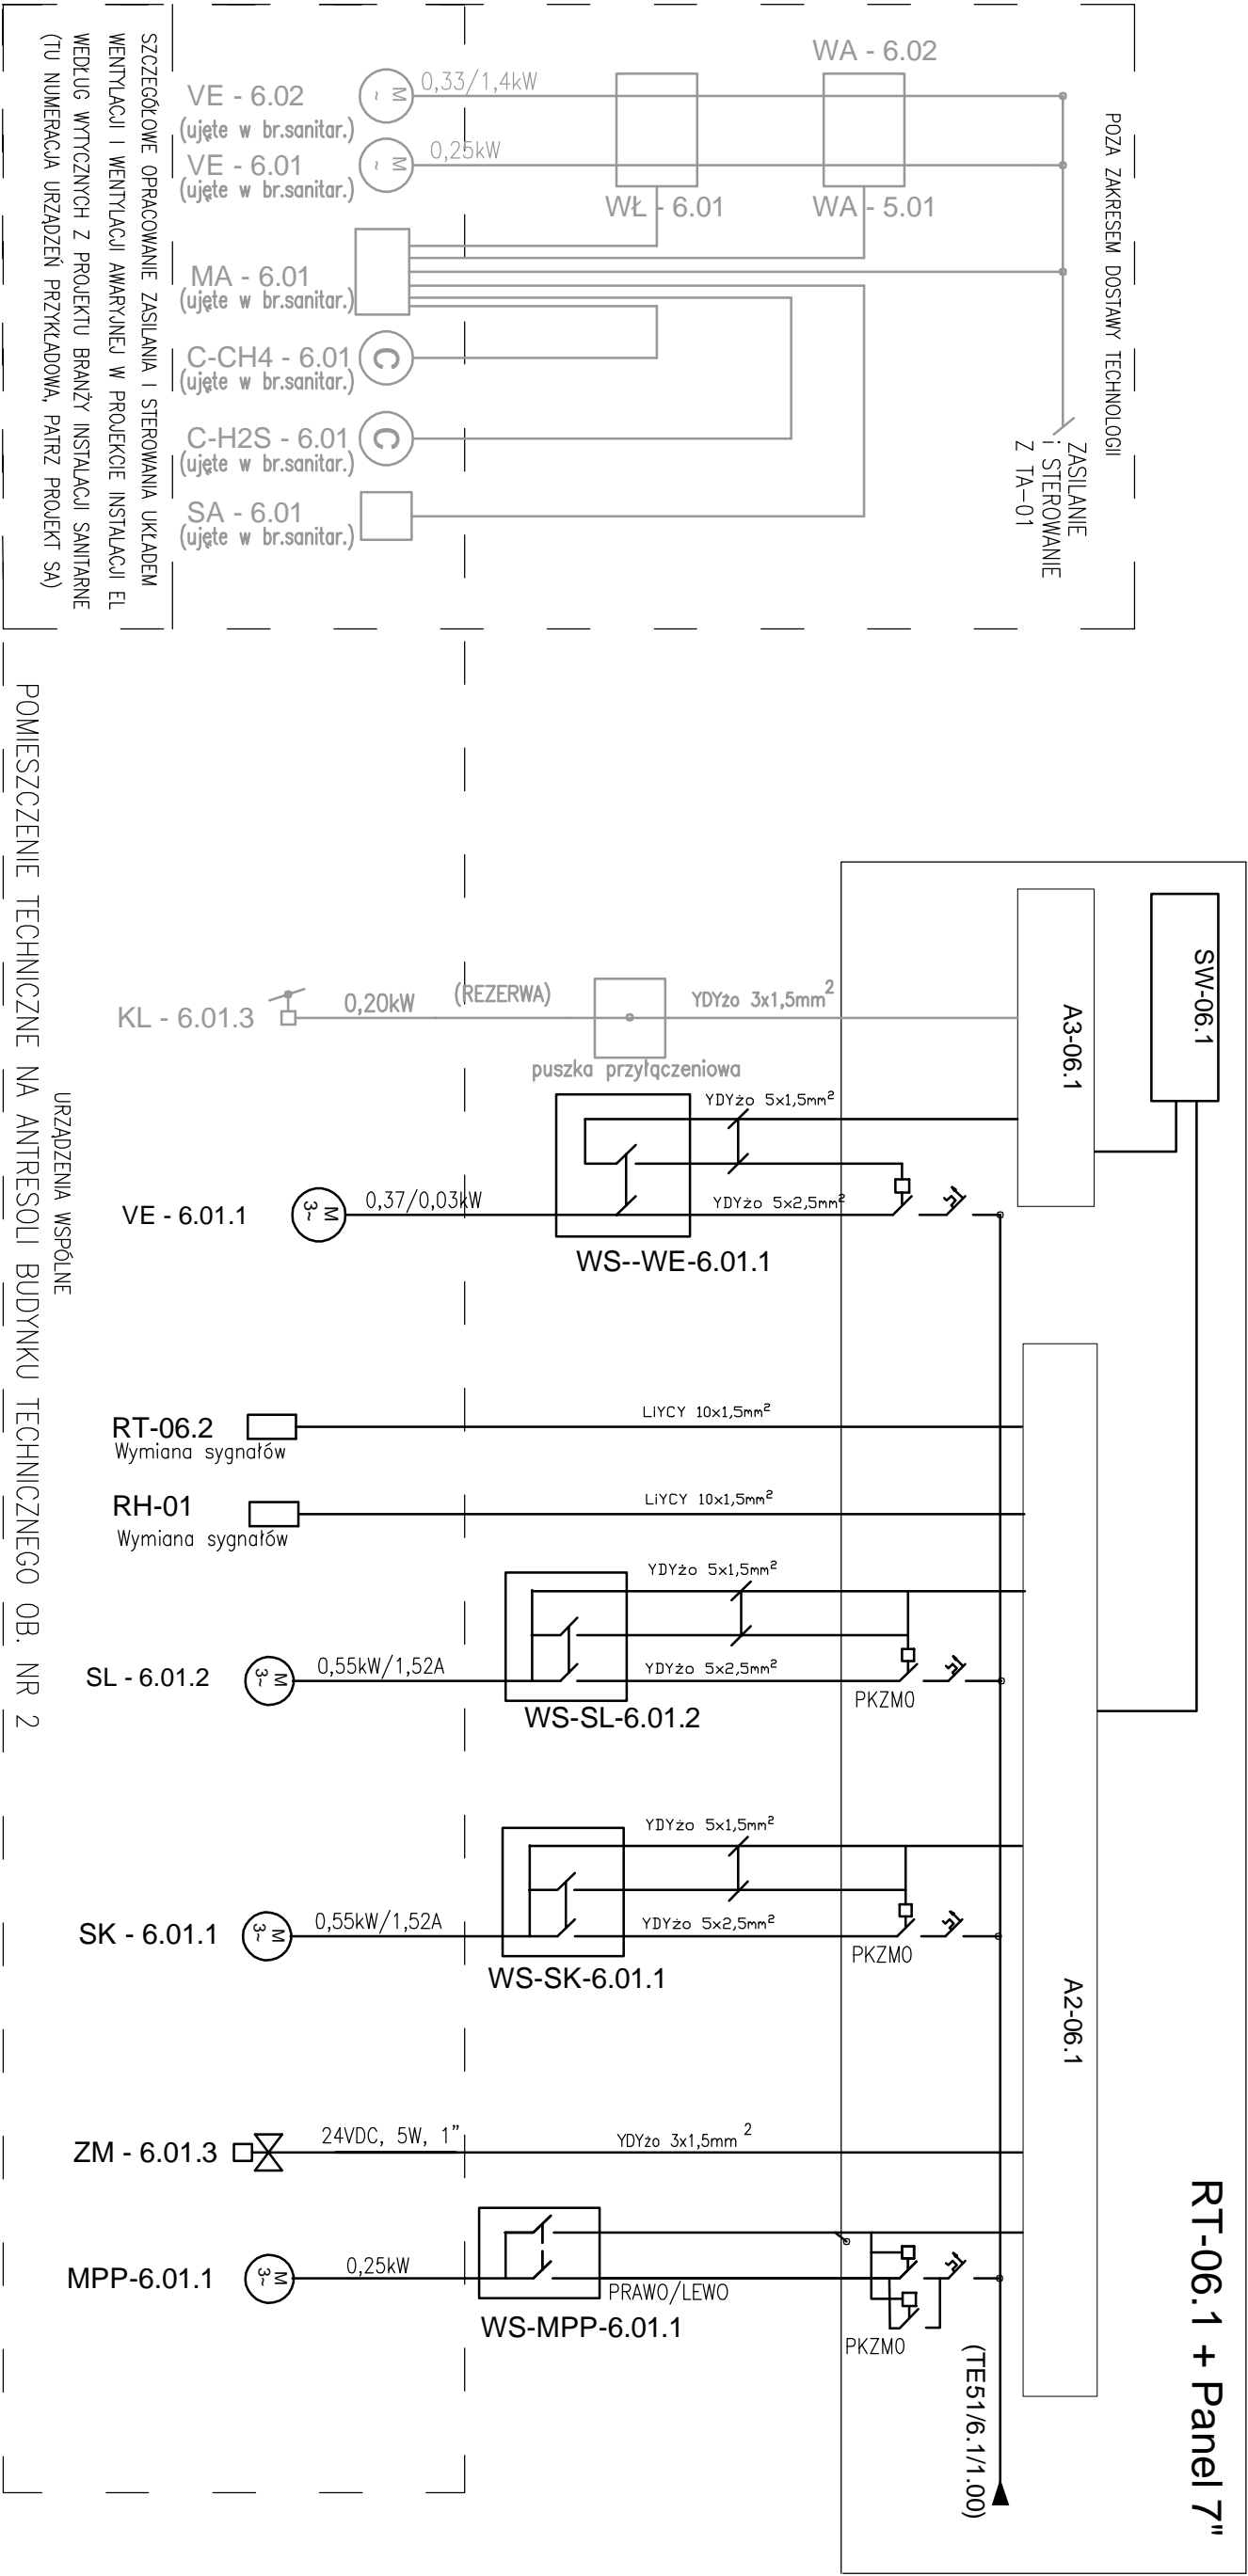 WA - 6.02
VE - 6.02
(ujęte w br.sanitar.)
M
~
0,33/1,4kW
VE - 6.01
(ujęte w br.sanitar.)
M
~
0,25kW
WŁ - 6.01
WA - 5.01
MA - 6.01
(ujęte w br.sanitar.)
C-CH4 - 6.01
(ujęte w br.sanitar.)
C
C-H2S - 6.01
(ujęte w br.sanitar.)
C
SA - 6.01
(ujęte w br.sanitar.)
POZA ZAKRESEM DOSTAWY TECHNOLOGII
ZASILANIE
i STEROWANIE
Z TA-01
SZCZEGÓŁOWE OPRACOWANIE ZASILANIA I STEROWANIA UKŁADEM
WENTYLACJI I WENTYLACJI AWARYJNEJ W PROJEKCIE INSTALACJI EL
WEDŁUG WYTYCZNYCH Z PROJEKTU BRANŻY INSTALACJI SANITARNE
(TU NUMERACJA URZĄDZEŃ PRZYKŁADOWA, PATRZ PROJEKT SA)
SW-06.1
A3-06.1
KL - 6.01.3
0,20kW
(REZERWA)
YDYżo 3x1,5mm²
puszka przyłączeniowa
YDYżo 5x1,5mm²
VE - 6.01.1
M
3~
0,37/0,03kW
YDYżo 5x2,5mm²
WS--WE-6.01.1
RT-06.2
Wymiana sygnałów
LiYCY 10x1,5mm²
RH-01
Wymiana sygnałów
LiYCY 10x1,5mm²
YDYżo 5x1,5mm²
SL - 6.01.2
M
3~
0,55kW/1,52A
YDYżo 5x2,5mm²
PKZMO
WS-SL-6.01.2
YDYżo 5x1,5mm²
SK - 6.01.1
M
3~
0,55kW/1,52A
YDYżo 5x2,5mm²
PKZMO
WS-SK-6.01.1
A2-06.1
ZM - 6.01.3
24VDC, 5W, 1"
YDYżo 3x1,5mm²
MPP-6.01.1
M
3~
0,25kW
PRAWO/LEWO
WS-MPP-6.01.1
PKZMO
(TE51/6.1/1.00)
RT-06.1 + Panel 7"
URZĄDZENIA WSPÓLNE
POMIESZCZENIE TECHNICZNE NA ANTRESOLI BUDYNKU TECHNICZNEGO OB. NR 2